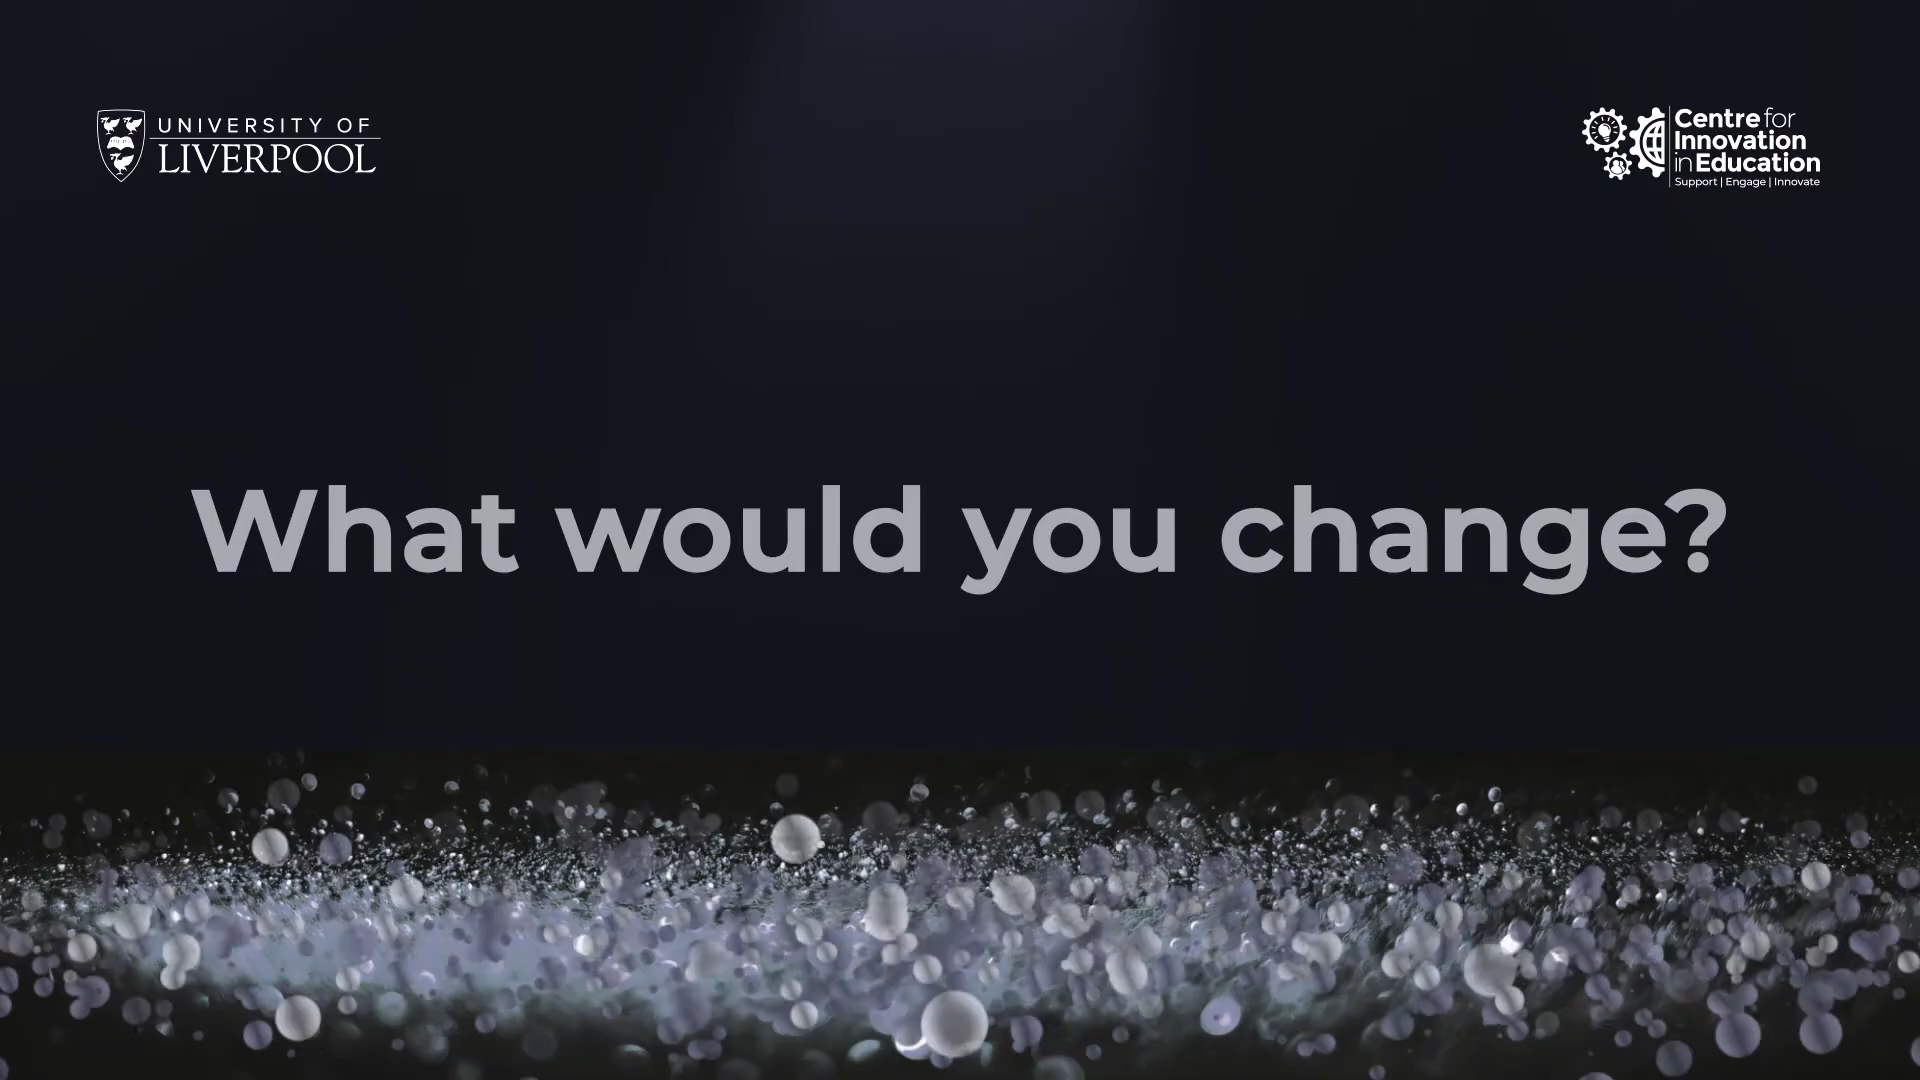 UNIVERSITY OF
LIVERPOOL
Centre for
Innovation
in Education
Support | Engage | Innovate
What would you change?